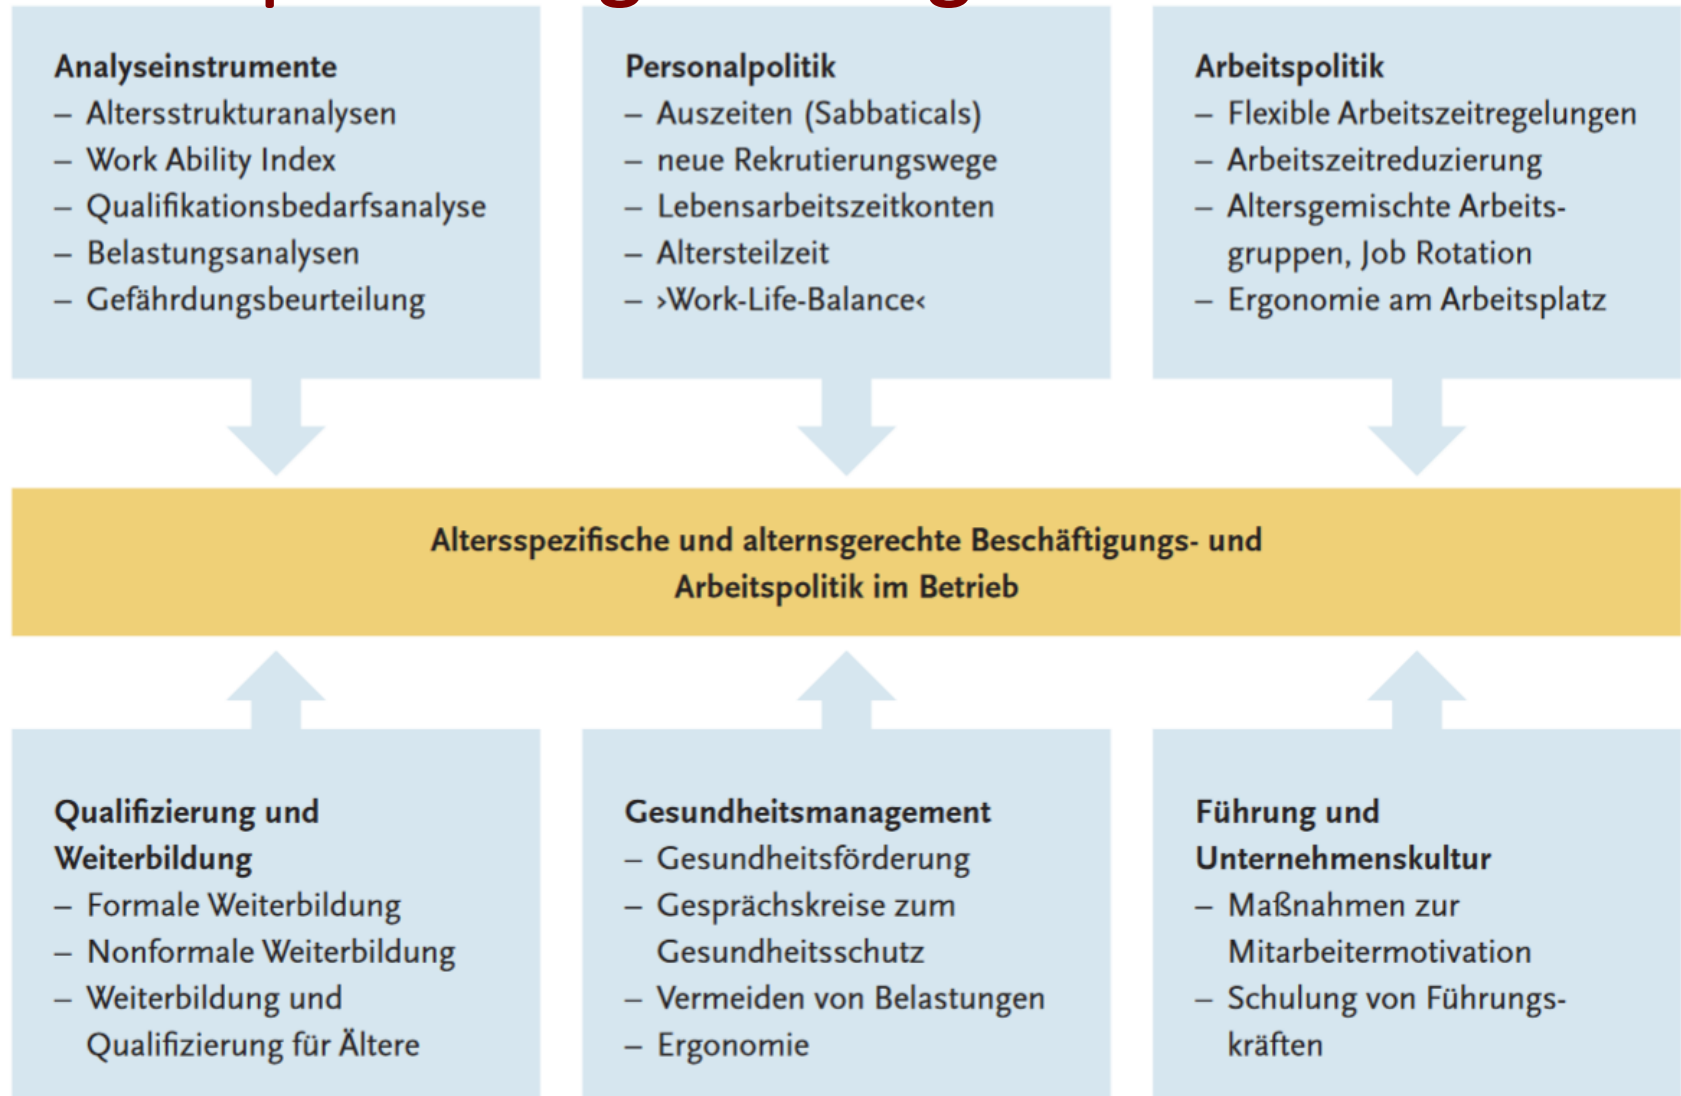 Analyseinstrumente
– Altersstrukturanalysen
– Work Ability Index
– Qualifikationsbedarfsanalyse
– Belastungsanalysen
– Gefährdungsbeurteilung
Personalpolitik
– Auszeiten (Sabbaticals)
– neue Rekrutierungswege
– Lebensarbeitszeitkonten
– Altersteilzeit
– ›Work-Life-Balance‹
Arbeitspolitik
– Flexible Arbeitszeitregelungen
– Arbeitszeitreduzierung
– Altersgemischte Arbeits-
gruppen, Job Rotation
– Ergonomie am Arbeitsplatz
Altersspezifische und alternsgerechte Beschäftigungs- und
Arbeitspolitik im Betrieb
Qualifizierung und
Weiterbildung
– Formale Weiterbildung
– Nonformale Weiterbildung
– Weiterbildung und
Qualifizierung für Ältere
Gesundheitsmanagement
– Gesundheitsförderung
– Gesprächskreise zum
Gesundheitsschutz
– Vermeiden von Belastungen
– Ergonomie
Führung und
Unternehmenskultur
– Maßnahmen zur
Mitarbeitermotivation
– Schulung von Führungs-
kräften